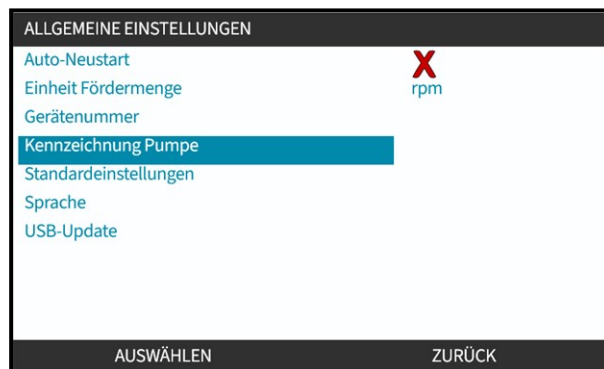 ALLGEMEINE EINSTELLUNGEN
Auto-Neustart
Einheit Fördermenge rpm
Gerätenummer
Kennzeichnung Pumpe
Standardeinstellungen
Sprache
USB-Update
AUSWÄHLEN ZURÜCK